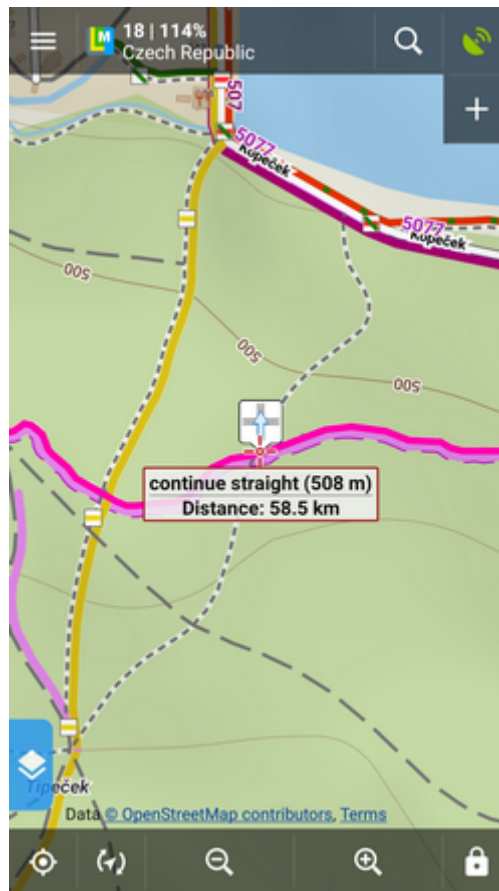 LM
18 | 114%
Czech Republic
507
5077
Kupeček
5077
Kupeček
500
500
500
continue straight (508 m)
Distance: 58.5 km
Tipeček
Data © OpenStreetMap contributors, Terms